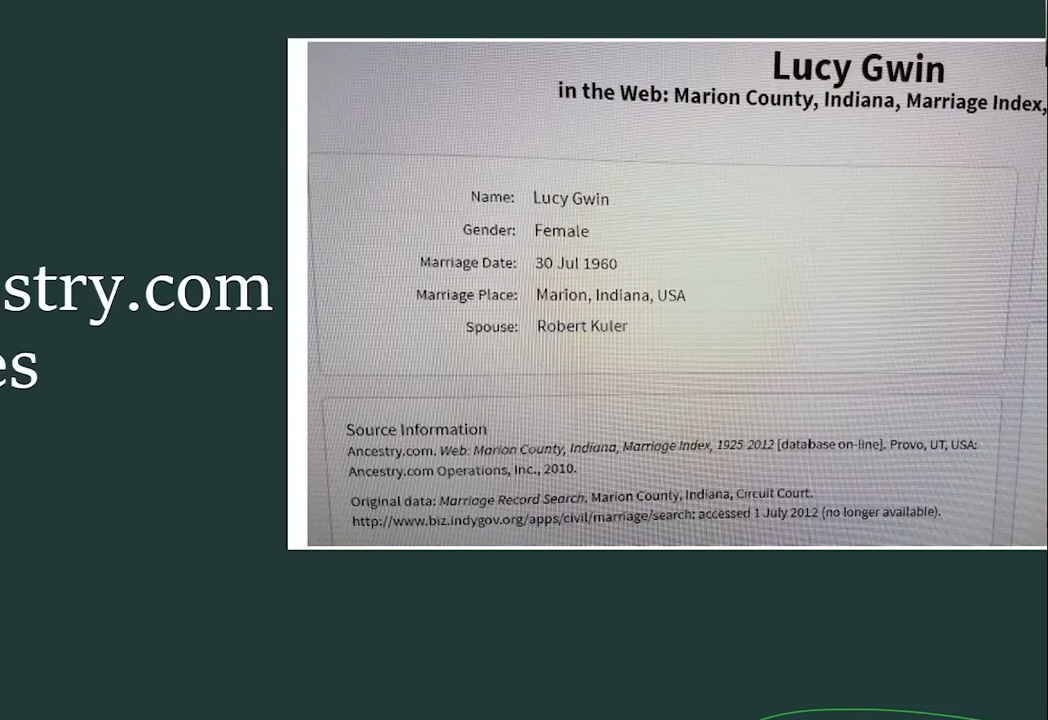 stry.com
es
Lucy Gwin
in the Web: Marion County, Indiana, Marriage Index,
Name: Lucy Gwin
Gender: Female
Marriage Date: 30 Jul 1960
Marriage Place: Marion, Indiana, USA
Spouse: Robert Kuler
Source Information
Ancestry.com. Web: Marion County, Indiana, Marriage Index, 1925-2012 [database on-line]. Provo, UT, USA:
Ancestry.com Operations, Inc., 2010.
Original data: Marriage Record Search. Marion County, Indiana, Circuit Court.
http://www.biz.indygov.org/apps/civil/marriage/search: accessed 1 July 2012 (no longer available).